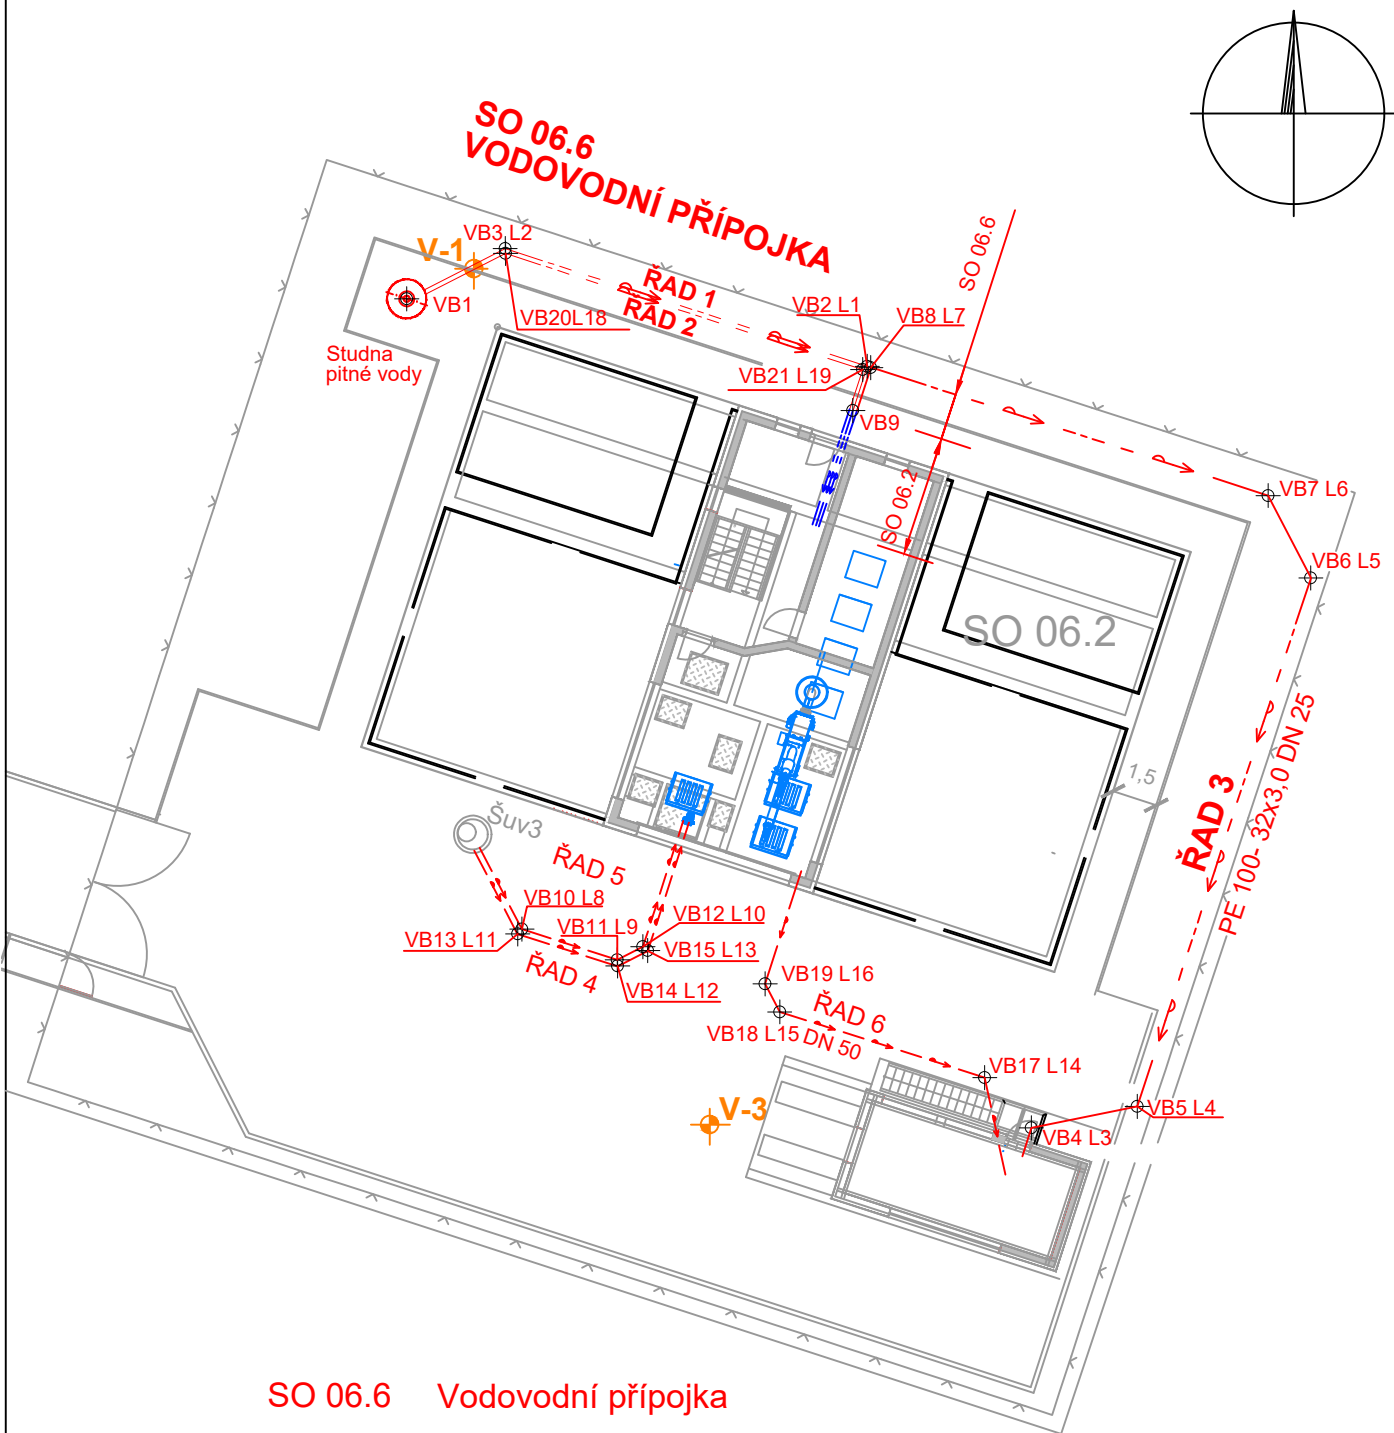 SO 06.6
VODOVODNÍ PŘÍPOJKA
SO 06.6
VB3 L2
V-1
ŘAD 1
VB1
VB20L18
ŘAD 2
VB2 L1
VB8 L7
Studna
pitné vody
VB21 L19
VB9
VB7 L6
SO 06.2
VB6 L5
SO 06.2
1,5
ŘAD 3
PE 100- 32x3,0 DN 25
Šuv3
ŘAD 5
VB10 L8
VB12 L10
VB11 L9
VB13 L11
VB15 L13
ŘAD 4
VB19 L16
VB14 L12
ŘAD 6
VB18 L15
DN 50
VB17 L14
V-3
VB5 L4
VB4 L3
SO 06.6 Vodovodní přípojka